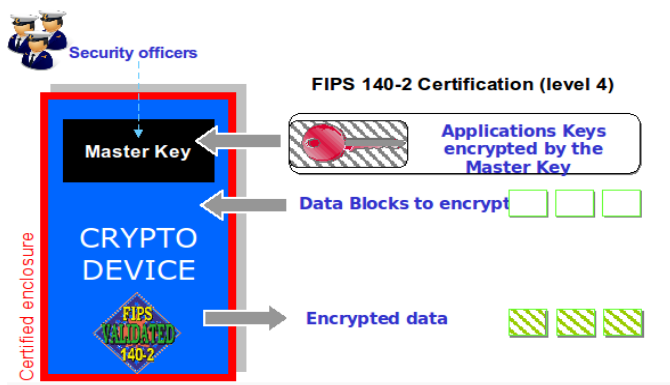 Security officers
FIPS 140-2 Certification (level 4)
Master Key
Applications Keys
encrypted by the
Master Key
Data Blocks to encrypt
CRYPTO
DEVICE
Certified enclosure
FIPS
VALIDATED
140-2
Encrypted data